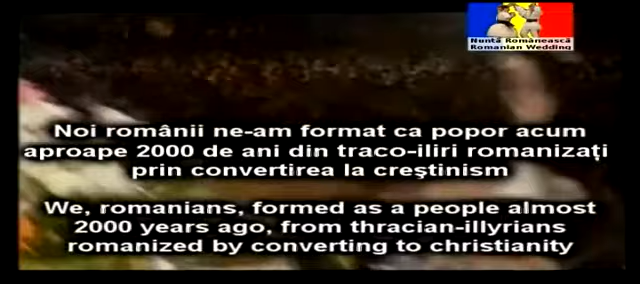 Nuntă Românească
Romanian Wedding
Noi românii ne-am format ca popor acum
aproape 2000 de ani din traco-iliri romanizaţi
prin convertirea la creştinism
We, romanians, formed as a people almost
2000 years ago, from thracian-illyrians
romanized by converting to christianity